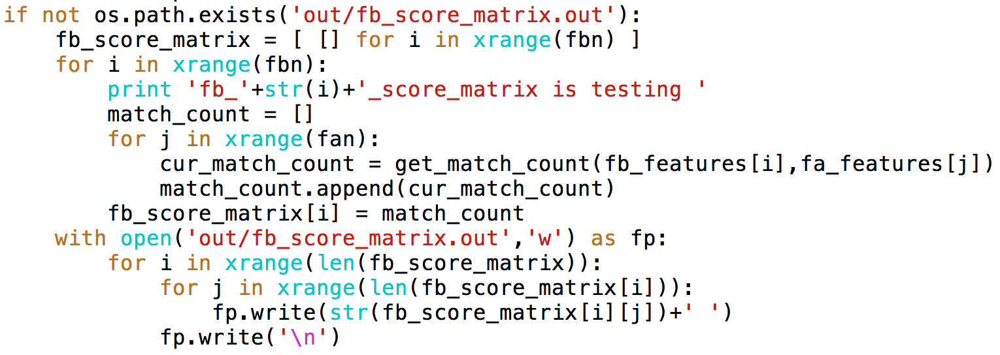 if not os.path.exists('out/fb_score_matrix.out'):
    fb_score_matrix = [ [] for i in xrange(fbn) ]
    for i in xrange(fbn):
        print 'fb_'+str(i)+'_score_matrix is testing '
        match_count = []
        for j in xrange(fan):
            cur_match_count = get_match_count(fb_features[i],fa_features[j])
            match_count.append(cur_match_count)
        fb_score_matrix[i] = match_count
    with open('out/fb_score_matrix.out','w') as fp:
        for i in xrange(len(fb_score_matrix)):
            for j in xrange(len(fb_score_matrix[i])):
                fp.write(str(fb_score_matrix[i][j])+' ')
            fp.write('\n')